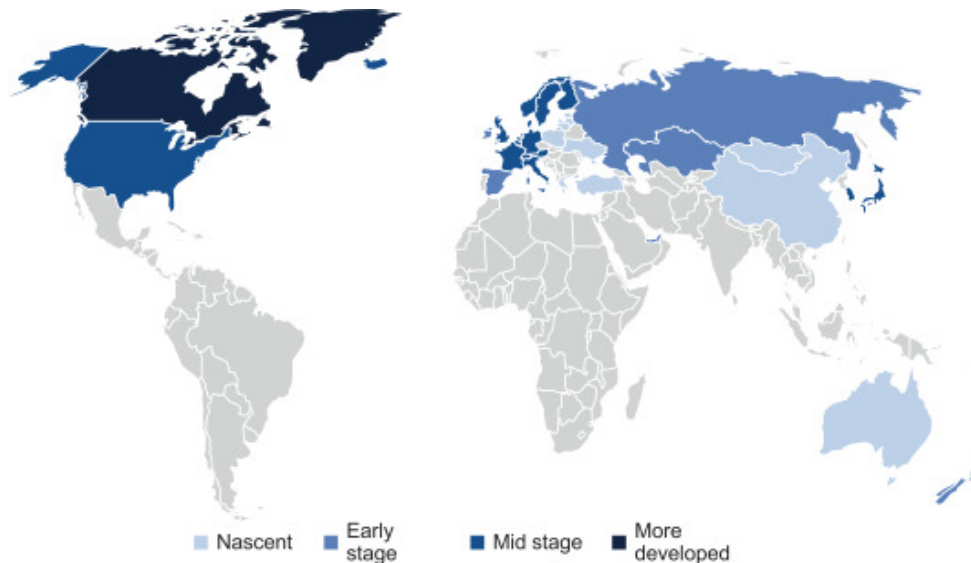 Nascent
Early
stage
Mid stage
More
developed